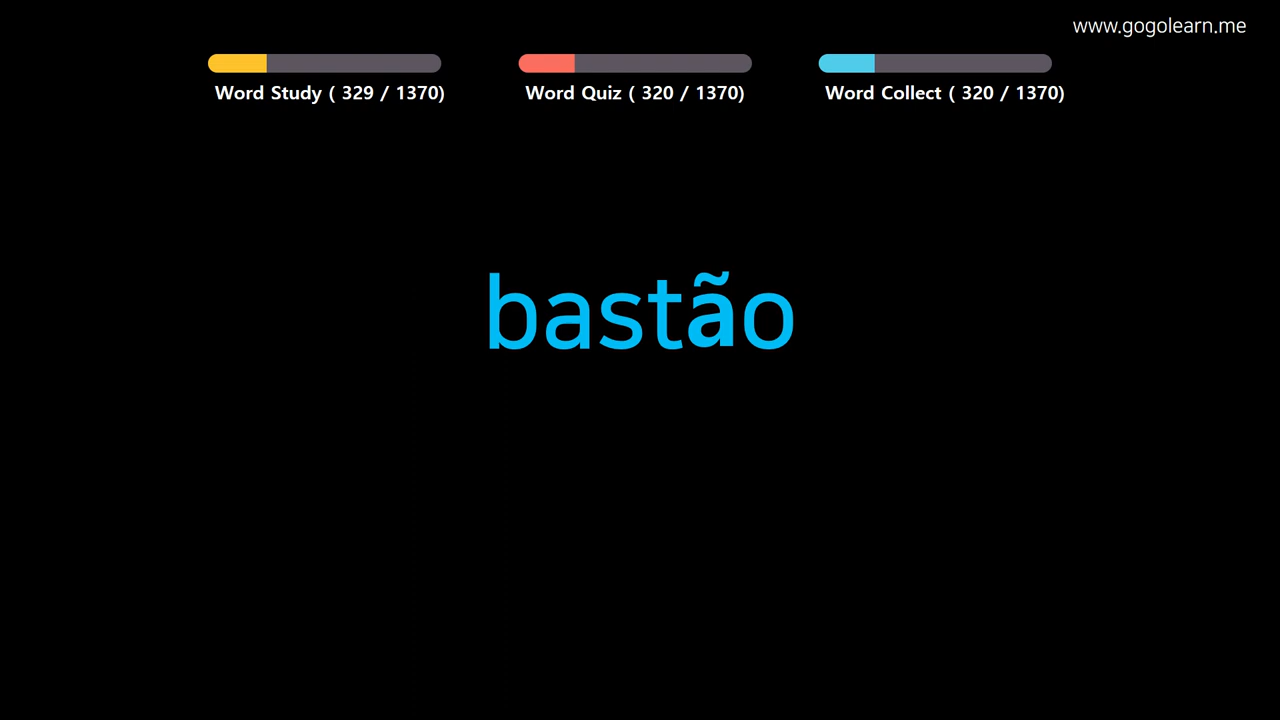 www.gogolearn.me
Word Study ( 329 / 1370)
Word Quiz ( 320 / 1370)
Word Collect ( 320 / 1370)
bastão